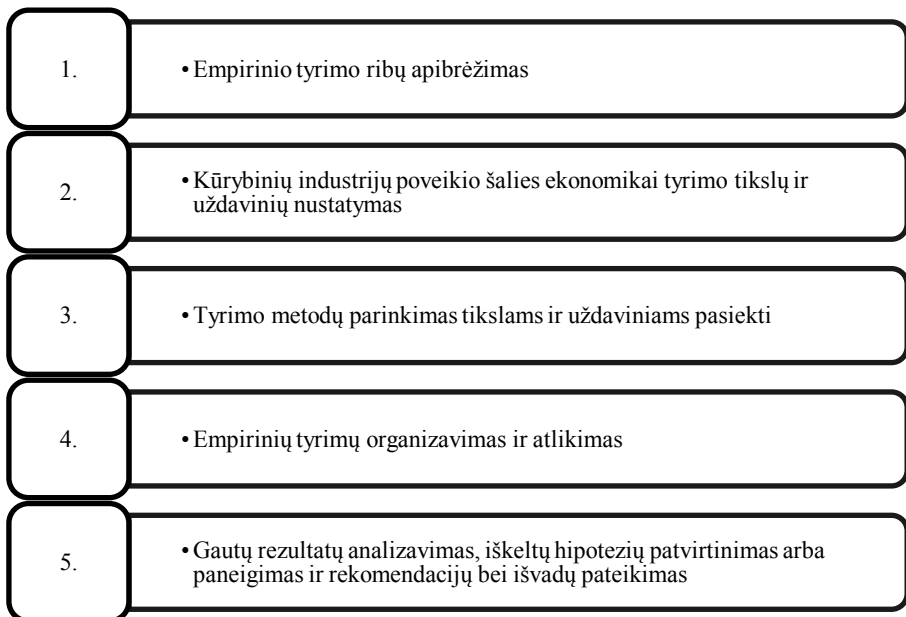 1.
• Empirinio tyrimo ribų apibrėžimas
2.
• Kūrybinių industrijų poveikio šalies ekonomikai tyrimo tikslų ir
uždavinių nustatymas
3.
• Tyrimo metodų parinkimas tikslams ir uždaviniams pasiekti
4.
• Empirinių tyrimų organizavimas ir atlikimas
5.
• Gautų rezultatų analizavimas, iškeltų hipotezių patvirtinimas arba
paneigimas ir rekomendacijų bei išvadų pateikimas